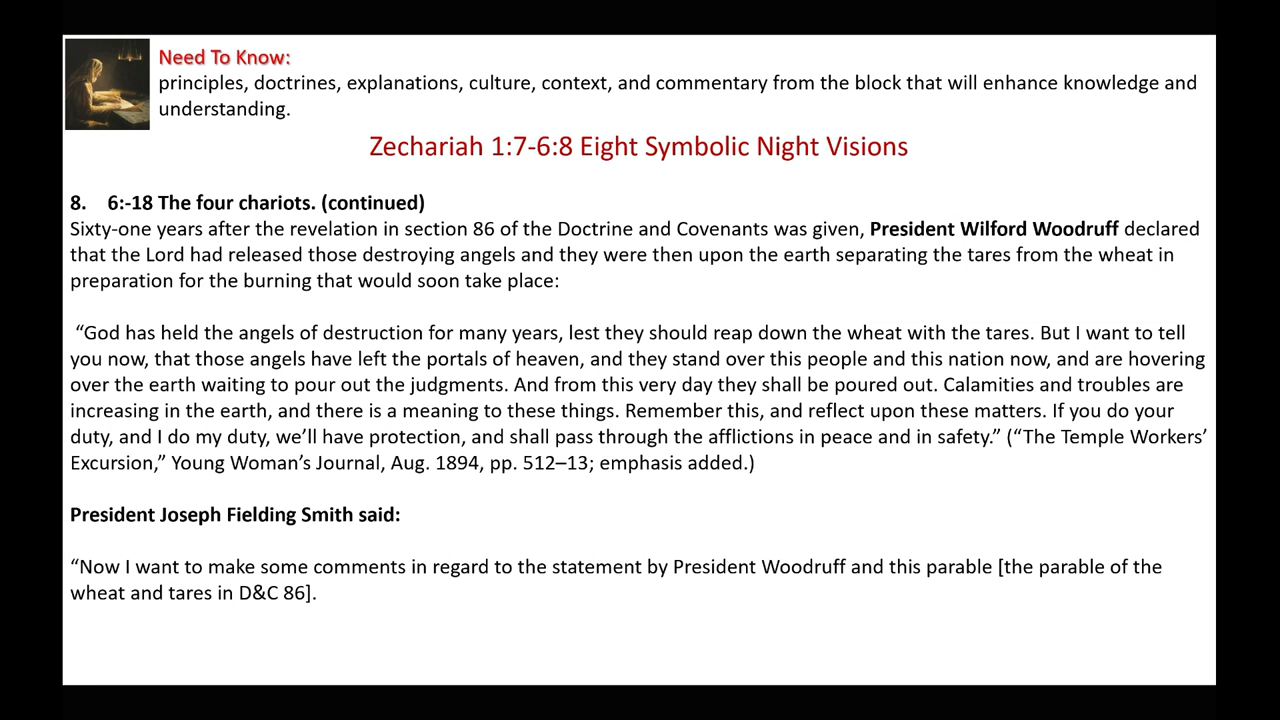 Need To Know:
principles, doctrines, explanations, culture, context, and commentary from the block that will enhance knowledge and
understanding.
Zechariah 1:7-6:8 Eight Symbolic Night Visions
8. 6:-18 The four chariots. (continued)
Sixty-one years after the revelation in section 86 of the Doctrine and Covenants was given, President Wilford Woodruff declared
that the Lord had released those destroying angels and they were then upon the earth separating the tares from the wheat in
preparation for the burning that would soon take place:
“God has held the angels of destruction for many years, lest they should reap down the wheat with the tares. But I want to tell
you now, that those angels have left the portals of heaven, and they stand over this people and this nation now, and are hovering
over the earth waiting to pour out the judgments. And from this very day they shall be poured out. Calamities and troubles are
increasing in the earth, and there is a meaning to these things. Remember this, and reflect upon these matters. If you do your
duty, and I do my duty, we’ll have protection, and shall pass through the afflictions in peace and in safety.” (“The Temple Workers’
Excursion,” Young Woman’s Journal, Aug. 1894, pp. 512–13; emphasis added.)
President Joseph Fielding Smith said:
“Now I want to make some comments in regard to the statement by President Woodruff and this parable [the parable of the
wheat and tares in D&C 86].